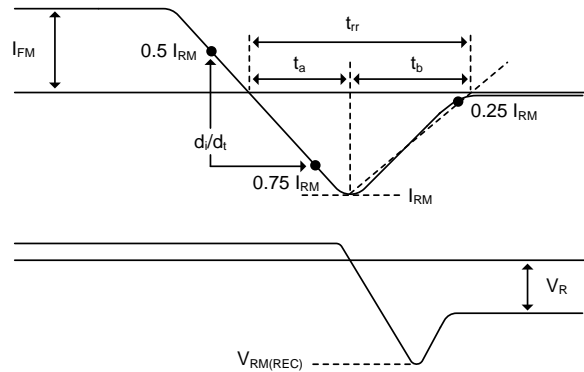 t_rr
I_FM
0.5 I_RM
t_a
t_b
0.25 I_RM
d_i/d_t
0.75 I_RM
I_RM
V_R
V_RM(REC)